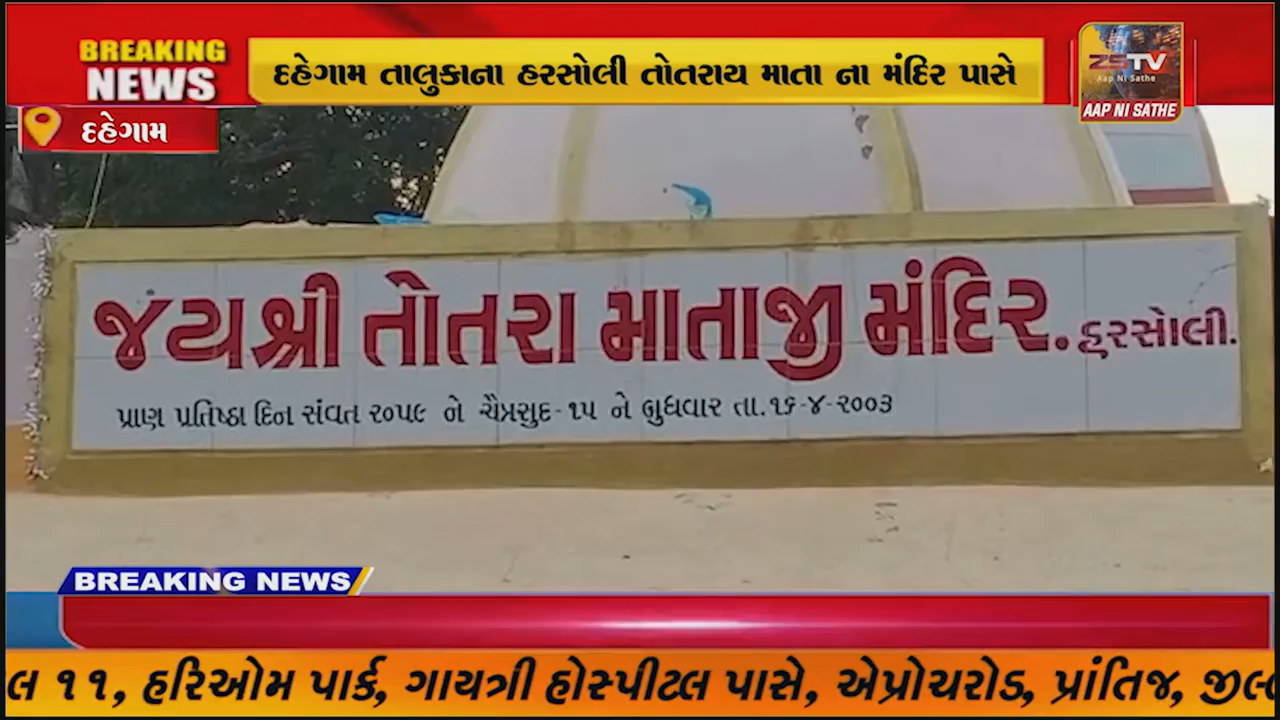 BREAKING NEWS
દહેગામ તાલુકાના હરસોલી તોતરાય માતા ના મંદિર પાસે
ZSTV
Aap Ni Sathe
AAP NI SATHE
દહેગામ
જયશ્રી તોતરા માતાજી મંદિર. હરસોલી.
પ્રાણ પ્રતિષ્ઠા દિન સંવત ૨૦૫૯ ને ચૈત્રસુદ-૧૫ ને બુધવાર તા.૧૬-૪-૨૦૦૩
BREAKING NEWS
લ ૧૧, હરિઓમ પાર્ક, ગાયત્રી હોસ્પીટલ પાસે, એપ્રોચરોડ, પ્રાંતિજ,